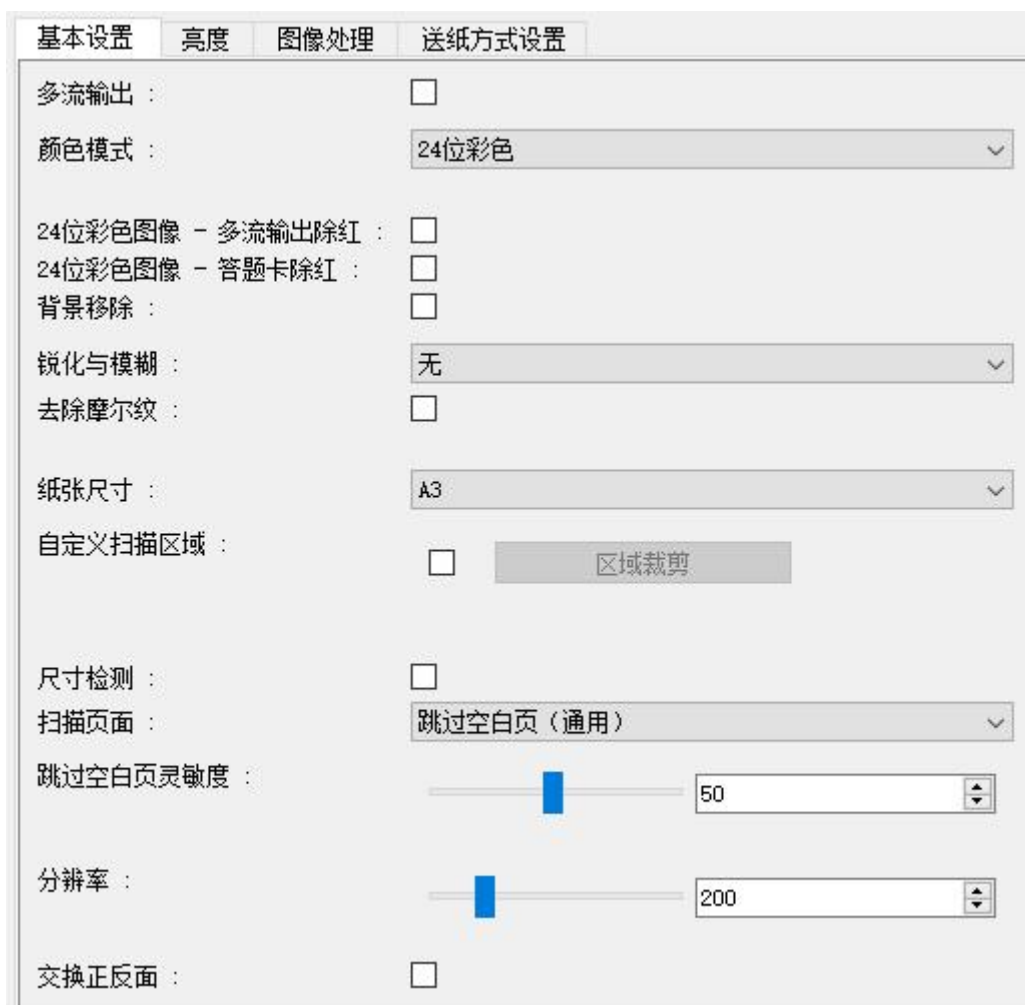 基本设置 亮度 图像处理 送纸方式设置
多流输出 :
颜色模式 : 24位彩色
24位彩色图像 - 多流输出除红 :
24位彩色图像 - 答题卡除红 :
背景移除 :
锐化与模糊 : 无
去除摩尔纹 :
纸张尺寸 : A3
自定义扫描区域 : 区域裁剪
尺寸检测 :
扫描页面 : 跳过空白页（通用）
跳过空白页灵敏度 : 50
分辨率 : 200
交换正反面 :